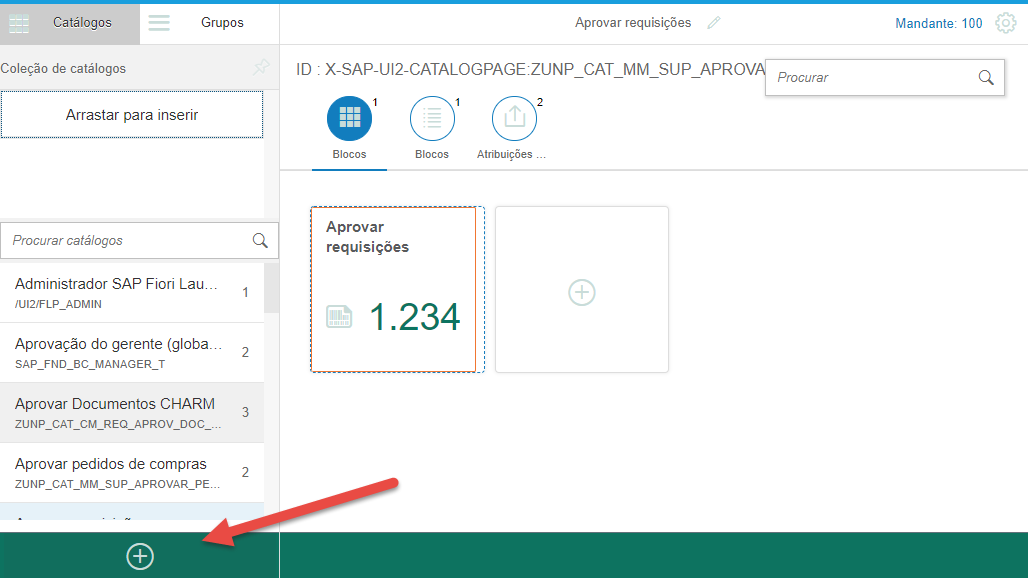 Catálogos
Grupos
Aprovar requisições
Mandante: 100
Coleção de catálogos
Arrastar para inserir
Procurar catálogos
Administrador SAP Fiori Lau…
/UI2/FLP_ADMIN
1
Aprovação do gerente (globa…
SAP_FND_BC_MANAGER_T
2
Aprovar Documentos CHARM
ZUNP_CAT_CM_REQ_APROV_DOC_…
3
Aprovar pedidos de compras
ZUNP_CAT_MM_SUP_APROVAR_PE…
2
ID : X-SAP-UI2-CATALOGPAGE:ZUNP_CAT_MM_SUP_APROVA
Procurar
1
Blocos
1
Blocos
2
Atribuições …
Aprovar
requisições
1.234